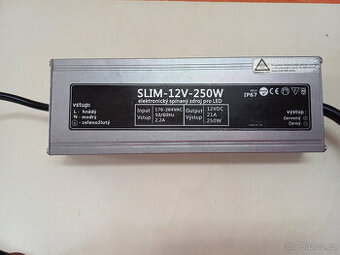 SLIM-12V-250W
elektronický spínaný zdroj pro LED
vstup:
L- hnědý
N- modrý
- zelenožlutý
Input
Vstup
176-264VAC
50/60Hz
2.2A
Output
Výstup
12VDC
21A
250W
IP67
výstup:
Červený
Černý